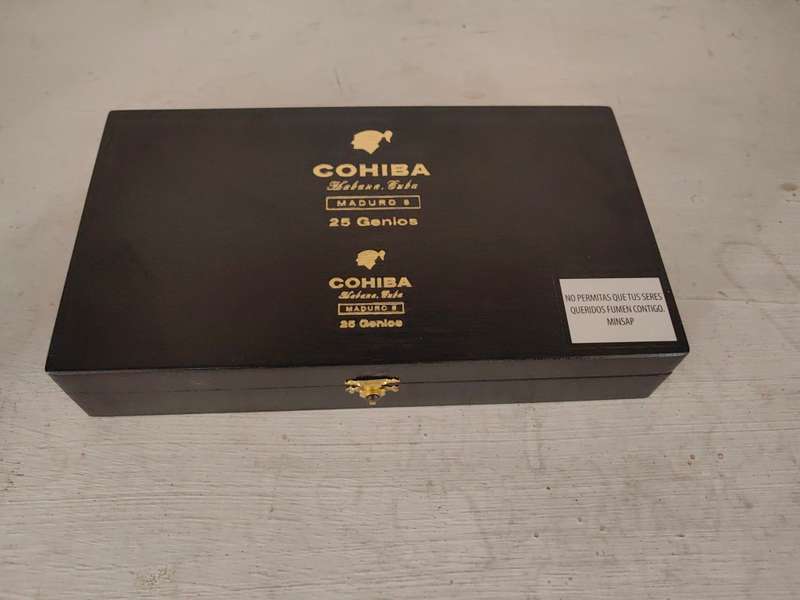 COHIBA
Habana, Cuba
MADURO 5
25 Genios
COHIBA
Habana, Cuba
MADURO 5
25 Genios
NO PERMITAS QUE TUS SERES
QUERIDOS FUMEN CONTIGO.
MINSAP